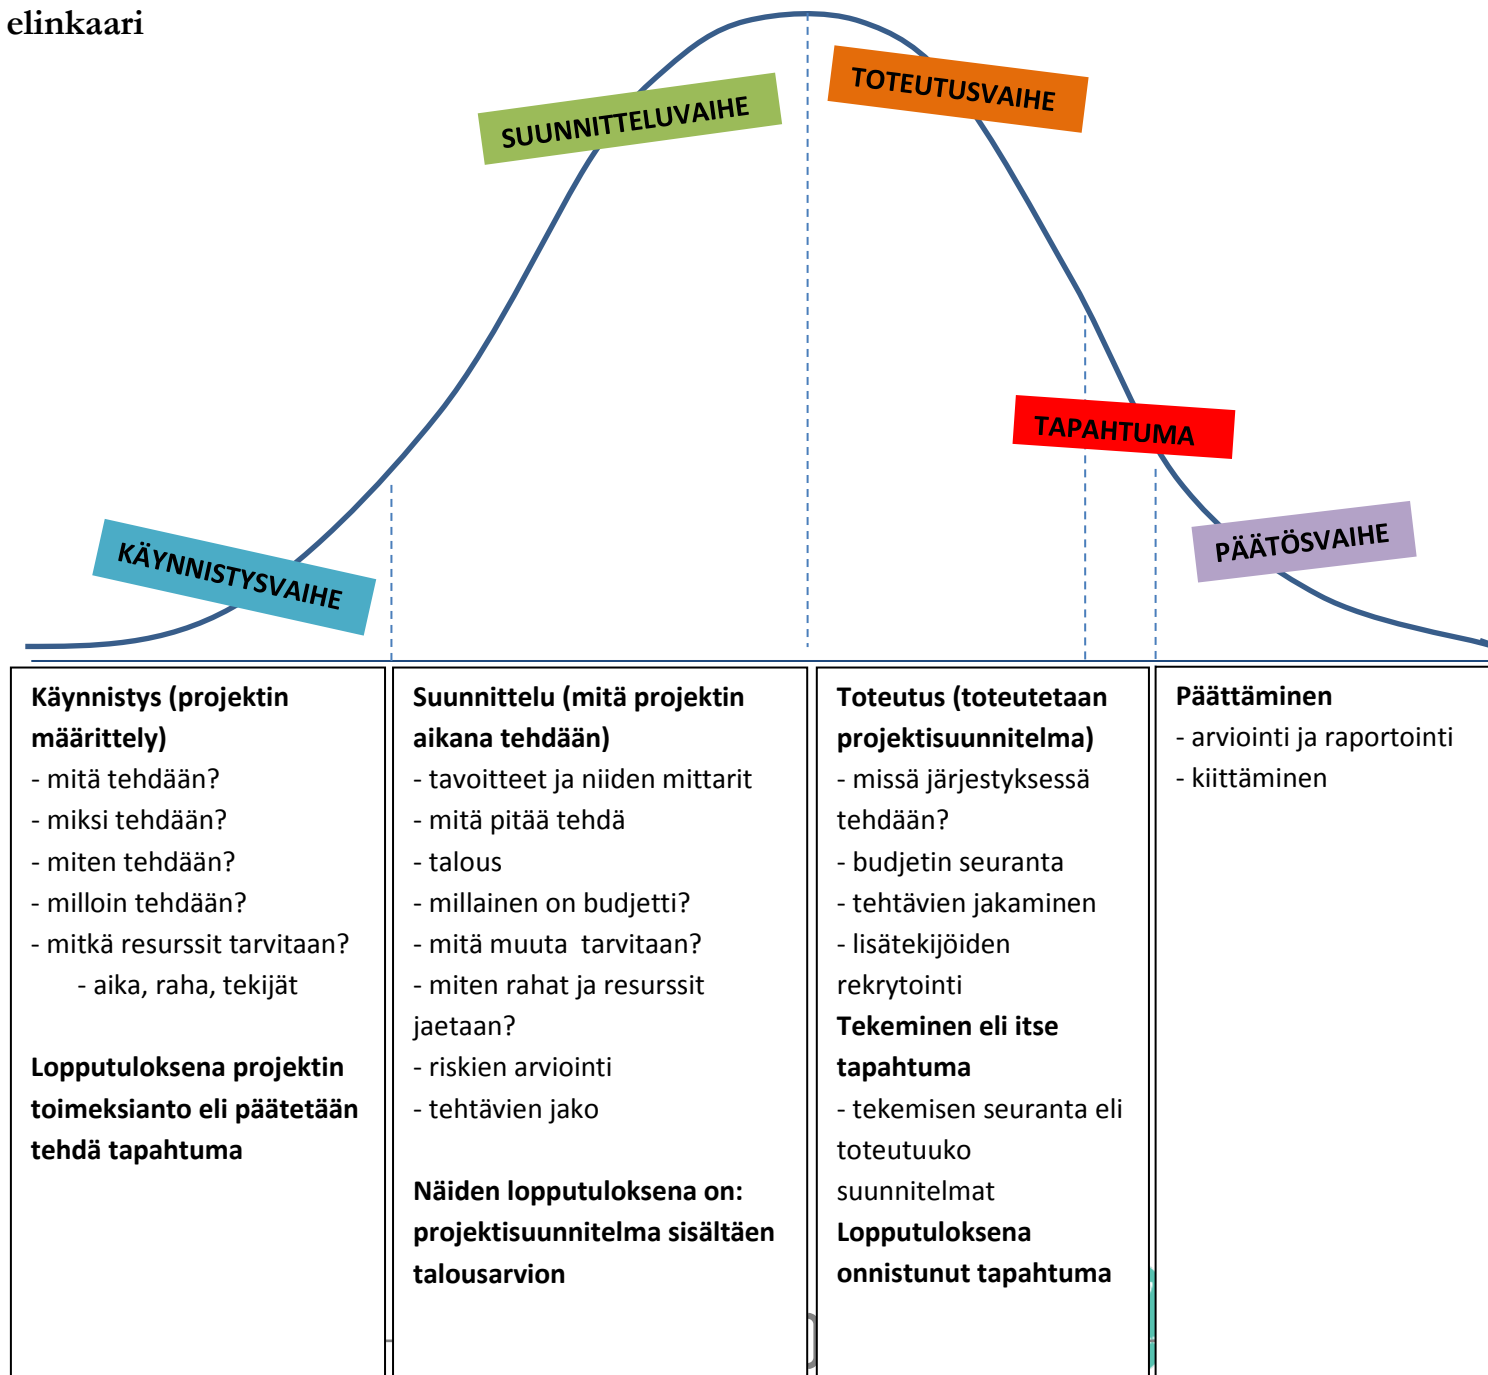 elinkaari
SUUNNITTELUVAIHE
TOTEUTUSVAIHE
TAPAHTUMA
KÄYNNISTYSVAIHE
PÄÄTÖSVAIHE
Käynnistys (projektin
määrittely)
- mitä tehdään?
- miksi tehdään?
- miten tehdään?
- milloin tehdään?
- mitkä resurssit tarvitaan?
- aika, raha, tekijät
Lopputuloksena projektin
toimeksianto eli päätetään
tehdä tapahtuma
Suunnittelu (mitä projektin
aikana tehdään)
- tavoitteet ja niiden mittarit
- mitä pitää tehdä
- talous
- millainen on budjetti?
- mitä muuta  tarvitaan?
- miten rahat ja resurssit
jaetaan?
- riskien arviointi
- tehtävien jako
Näiden lopputuloksena on:
projektisuunnitelma sisältäen
talousarvion
Toteutus (toteutetaan
projektisuunnitelma)
- missä järjestyksessä
tehdään?
- budjetin seuranta
- tehtävien jakaminen
- lisätekijöiden
rekrytointi
Tekeminen eli itse
tapahtuma
- tekemisen seuranta eli
toteutuuko
suunnitelmat
Lopputuloksena
onnistunut tapahtuma
Päättäminen
- arviointi ja raportointi
- kiittäminen